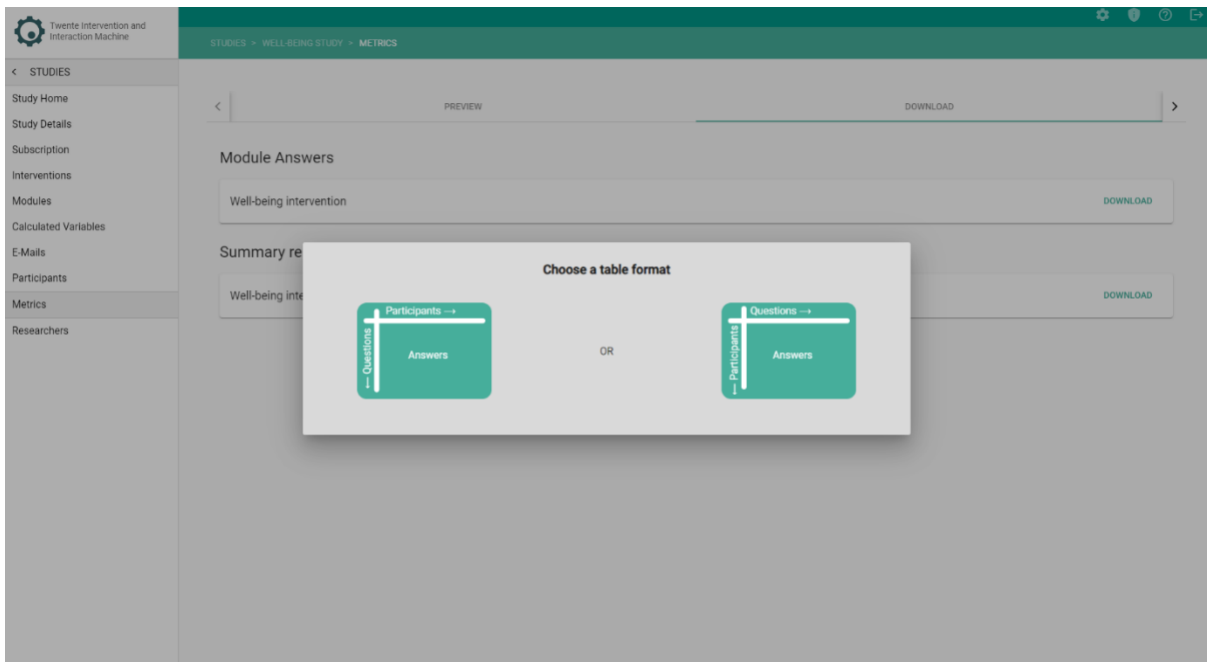 Twente Intervention and
Interaction Machine
STUDIES > WELL-BEING STUDY > METRICS
< STUDIES
Study Home
Study Details
Subscription
Interventions
Modules
Calculated Variables
E-Mails
Participants
Metrics
Researchers
< PREVIEW DOWNLOAD >
Module Answers
Well-being intervention DOWNLOAD
Summary re
Well-being inte DOWNLOAD
Choose a table format
Participants →
← Questions
Answers
OR
Questions →
← Participants
Answers